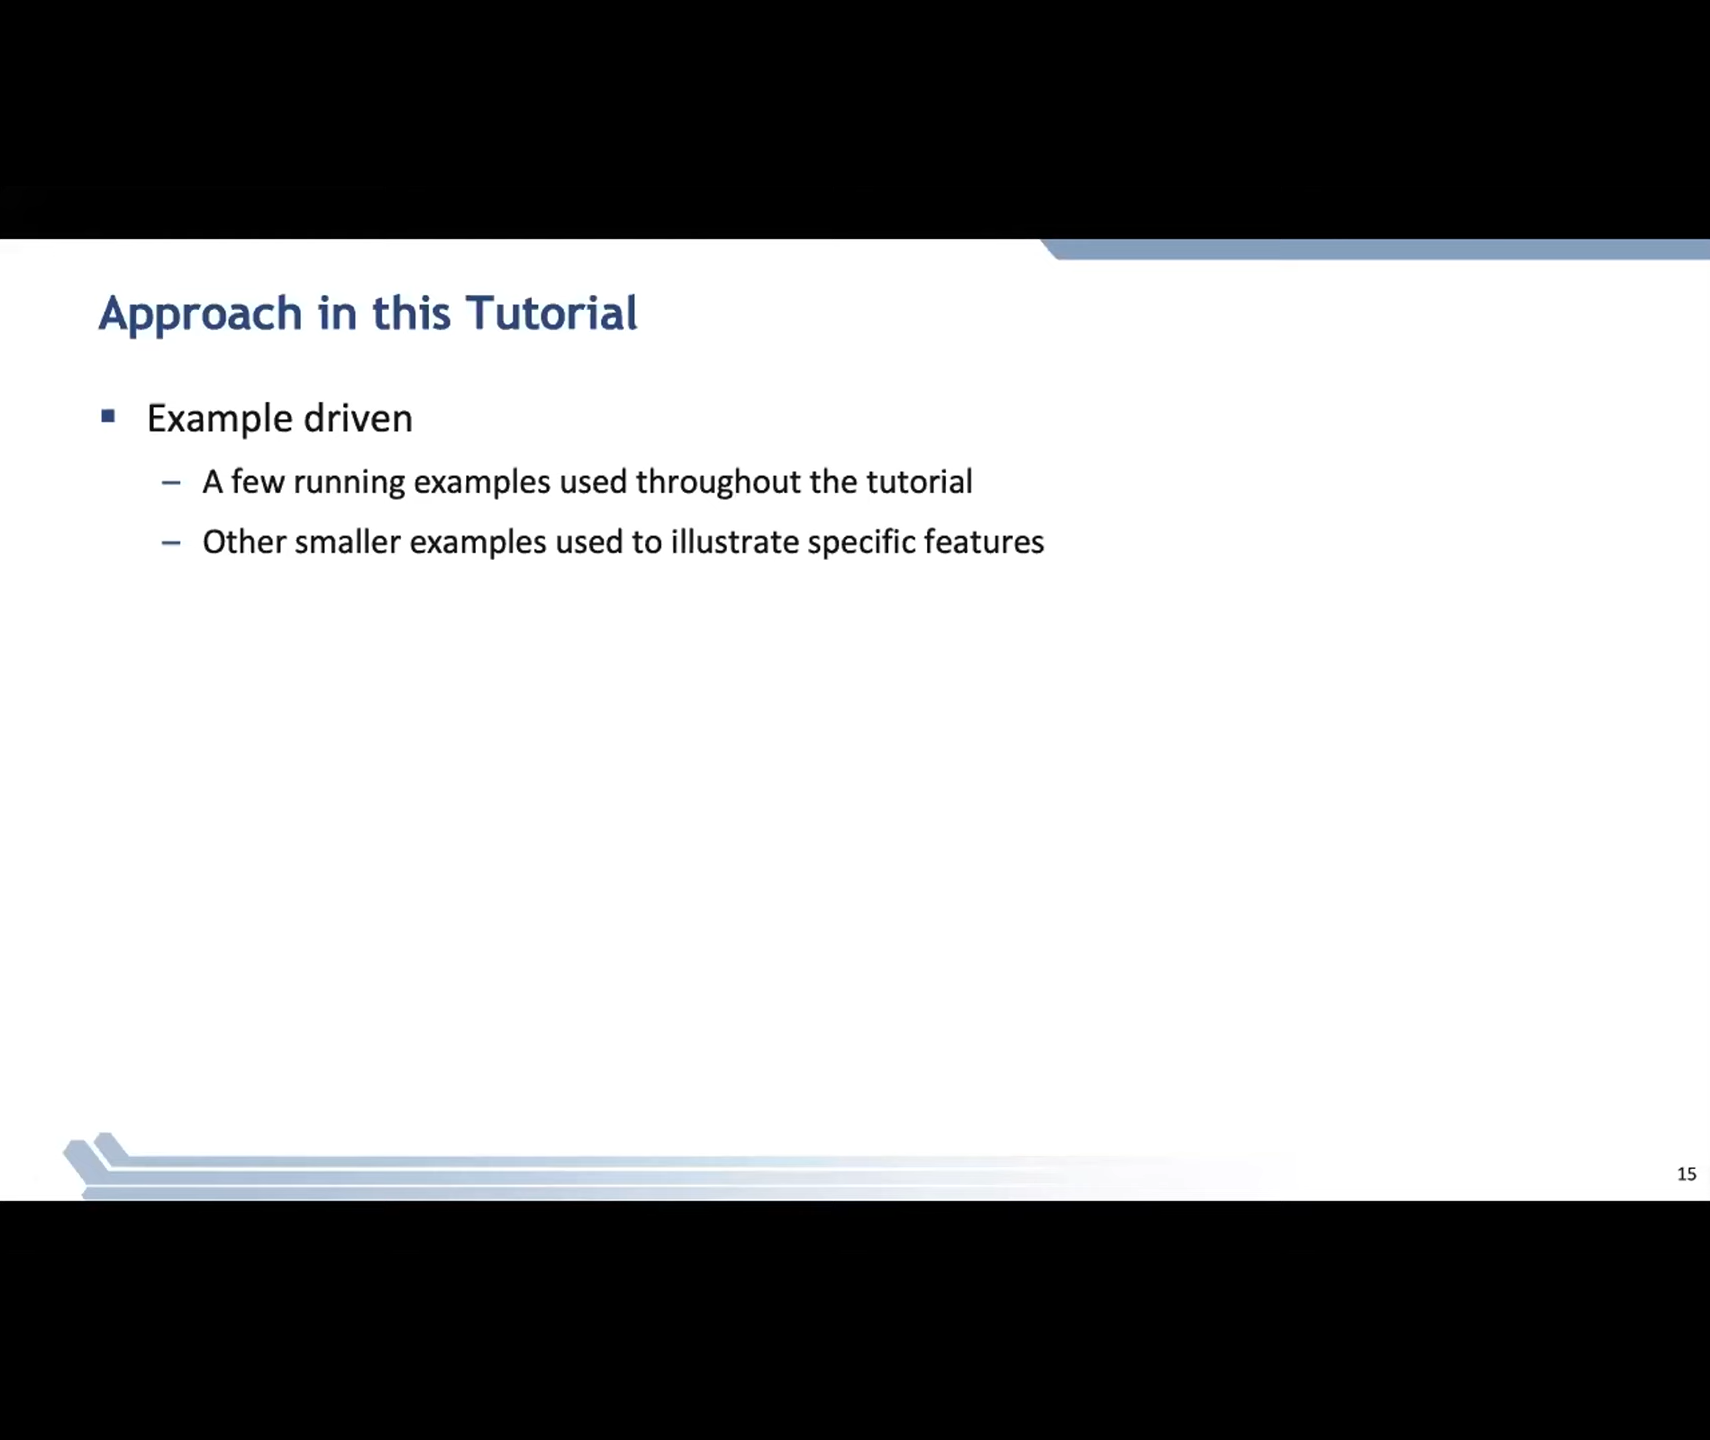 Approach in this Tutorial
▪ Example driven
– A few running examples used throughout the tutorial
– Other smaller examples used to illustrate specific features
15